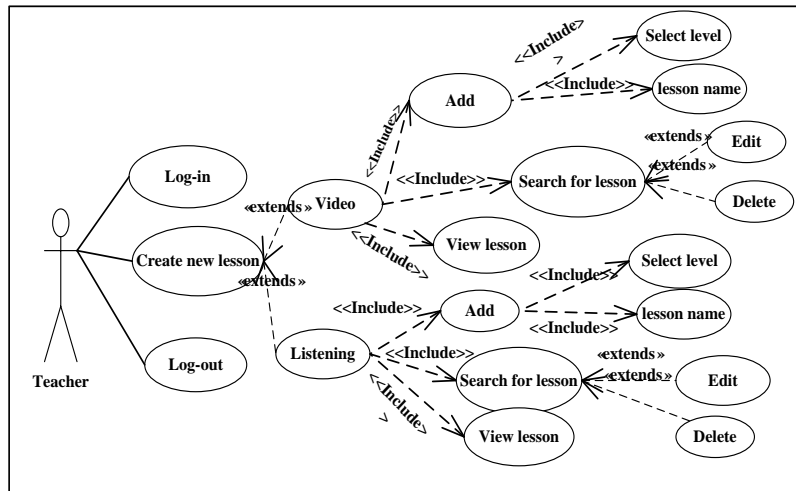 <<Include>
>
Select level
<<Include>>
lesson name
Add
<<Include>>
«extends»
Edit
«extends»
<<Include>>
Search for lesson
Delete
Log-in
«extends»
Video
<<Include>>
View lesson
Create new lesson
«extends»
<<Include>>
Select level
<<Include>>
Add
lesson name
<<Include>>
Log-out
Listening
<<Include>>
«extends»
«extends»
Search for lesson
Edit
Teacher
<<Include>
>
View lesson
Delete